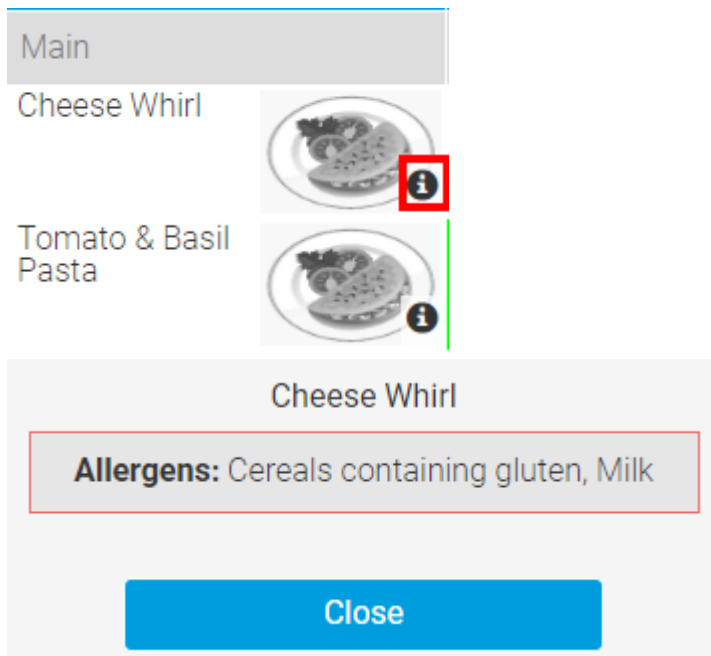 Main
Cheese Whirl
Tomato & Basil
Pasta
Cheese Whirl
Allergens: Cereals containing gluten, Milk
Close